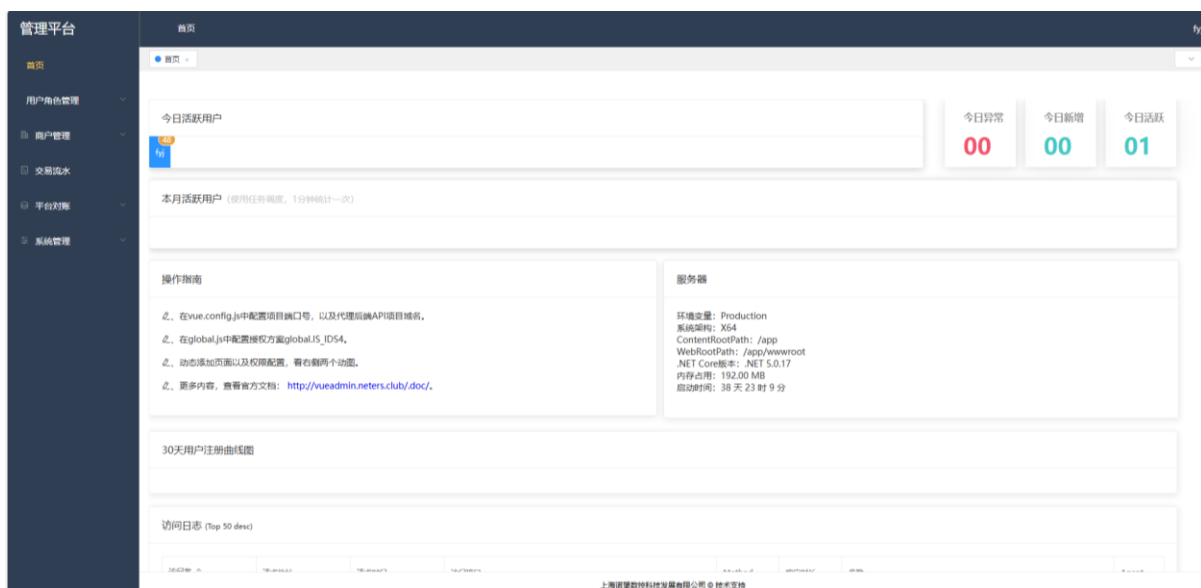 管理平台
首页
fyj
首页
首页
用户角色管理
商户管理
交易流水
平台对账
系统管理
今日活跃用户
48
fyj
今日异常
00
今日新增
00
今日活跃
01
本月活跃用户 (使用任务调度，1分钟统计一次)
操作指南
、在vue.config.js中配置项目端口号，以及代理后端API项目域名。
、在global.js中配置授权方案global.IS_IDS4。
、动态添加页面以及权限配置，看右侧两个动图。
、更多内容，查看官方文档： http://vueadmin.neters.club/.doc/。
服务器
环境变量：Production
系统架构：X64
ContentRootPath：/app
WebRootPath：/app/wwwroot
.NET Core版本：.NET 5.0.17
内存占用：192.00 MB
启动时间：38 天 23 时 9 分
30天用户注册曲线图
访问日志 (Top 50 desc)